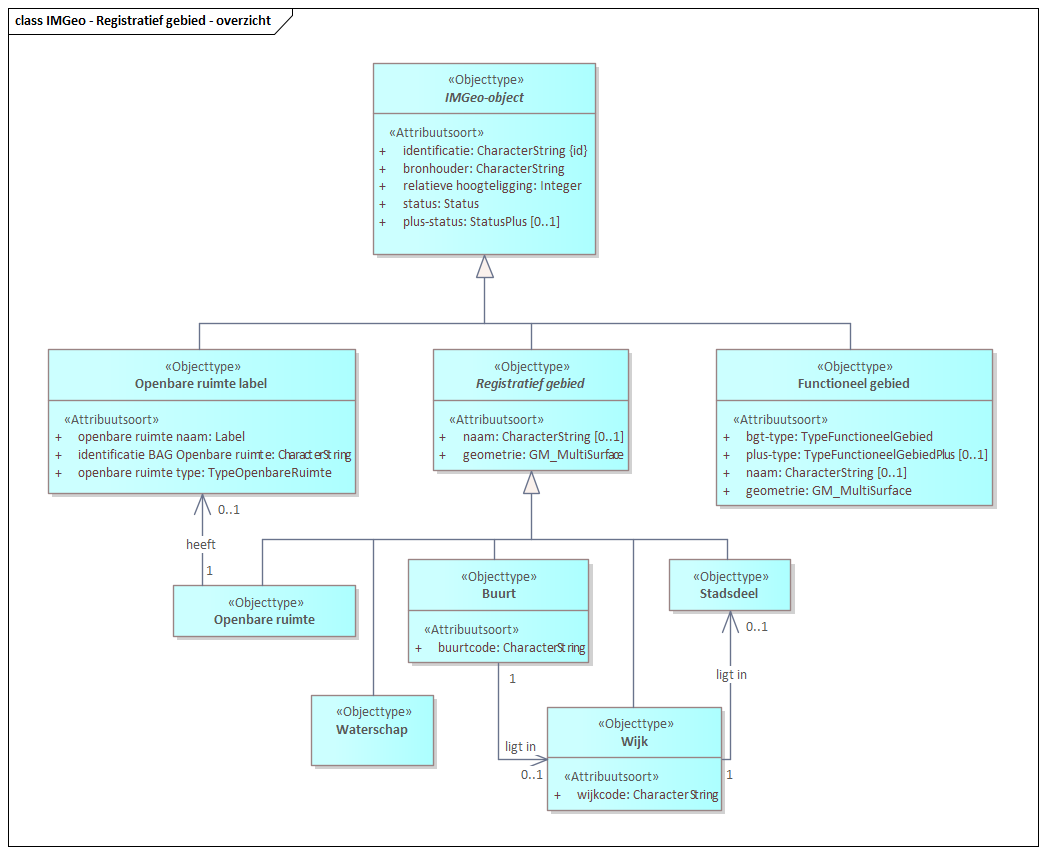 class IMGeo - Registratief gebied - overzicht
«Objecttype»
IMGeo-object
«Attribuutsoort»
+ identificatie: CharacterString {id}
+ bronhouder: CharacterString
+ relatieve hoogteligging: Integer
+ status: Status
+ plus-status: StatusPlus [0..1]
«Objecttype»
Openbare ruimte label
«Attribuutsoort»
+ openbare ruimte naam: Label
+ identificatie BAG Openbare ruimte: CharacterString
+ openbare ruimte type: TypeOpenbareRuimte
«Objecttype»
Registratief gebied
«Attribuutsoort»
+ naam: CharacterString [0..1]
+ geometrie: GM_MultiSurface
«Objecttype»
Functioneel gebied
«Attribuutsoort»
+ bgt-type: TypeFunctioneelGebied
+ plus-type: TypeFunctioneelGebiedPlus [0..1]
+ naam: CharacterString [0..1]
+ geometrie: GM_MultiSurface
0..1
heeft
1
«Objecttype»
Openbare ruimte
«Objecttype»
Buurt
«Attribuutsoort»
+ buurtcode: CharacterString
«Objecttype»
Stadsdeel
0..1
ligt in
1
1
ligt in
0..1
«Objecttype»
Waterschap
«Objecttype»
Wijk
«Attribuutsoort»
+ wijkcode: CharacterString